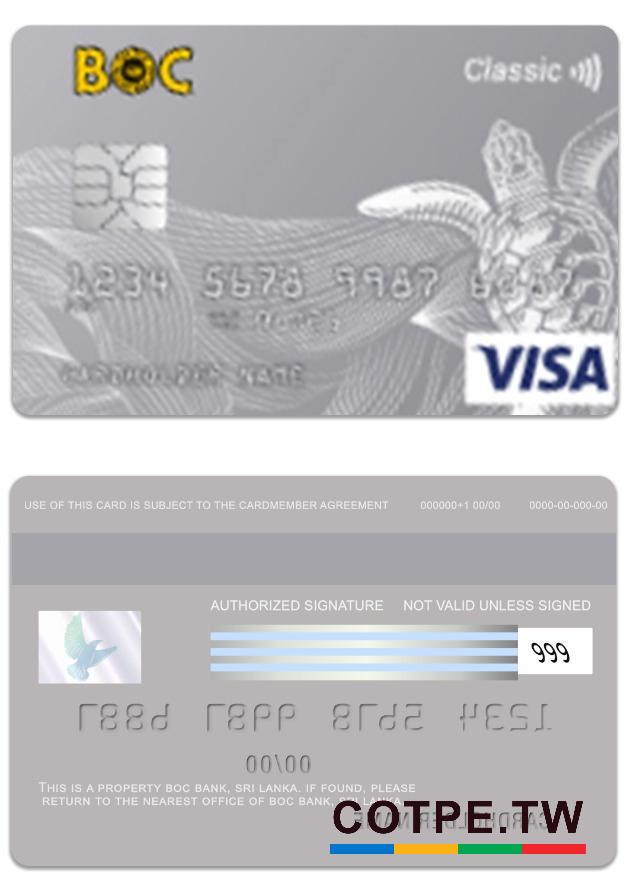 BOC
Classic
1234 5678 9987
CARDHOLDER NAME
VISA
USE OF THIS CARD IS SUBJECT TO THE CARDMEMBER AGREEMENT 000000+1 00/00 0000-00-000-00
AUTHORIZED SIGNATURE NOT VALID UNLESS SIGNED
999
00/00
THIS IS A PROPERTY BOC BANK, SRI LANKA. IF FOUND, PLEASE
RETURN TO THE NEAREST OFFICE OF BOC BANK, SRI LANKA.
CARDHOLDER NAME
COTPE.TW